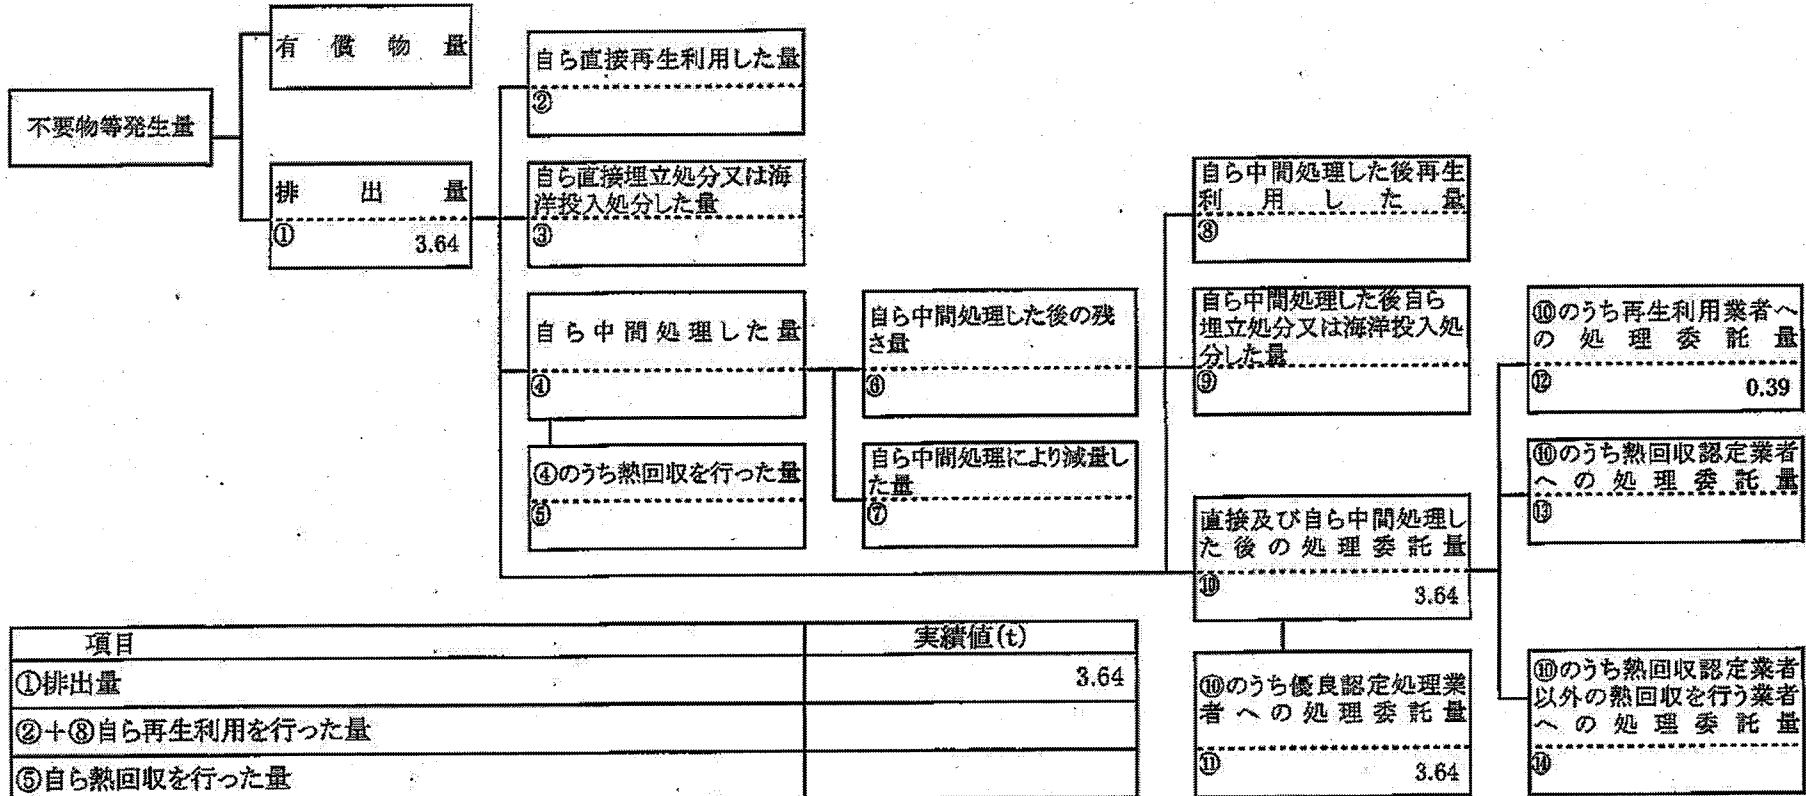 不要物等発生量
有償物量
排出量
① 3.64
自ら直接再生利用した量
②
自ら直接埋立処分又は海
洋投入処分した量
③
自ら中間処理した量
④
④のうち熱回収を行った量
⑤
自ら中間処理した後の残
さ量
⑥
自ら中間処理により減量し
た量
⑦
自ら中間処理した後再生
利用した量
⑧
自ら中間処理した後自ら
埋立処分又は海洋投入処
分した量
⑨
直接及び自ら中間処理し
た後の処理委託量
⑩ 3.64
⑩のうち優良認定処理業
者への処理委託量
⑪ 3.64
⑩のうち再生利用業者へ
の処理委託量
⑫ 0.39
⑩のうち熱回収認定業者
への処理委託量
⑬
⑩のうち熱回収認定業者
以外の熱回収を行う業者
への処理委託量
⑭
項目 実績値(t)
①排出量 3.64
②+⑧自ら再生利用を行った量
⑤自ら熱回収を行った量